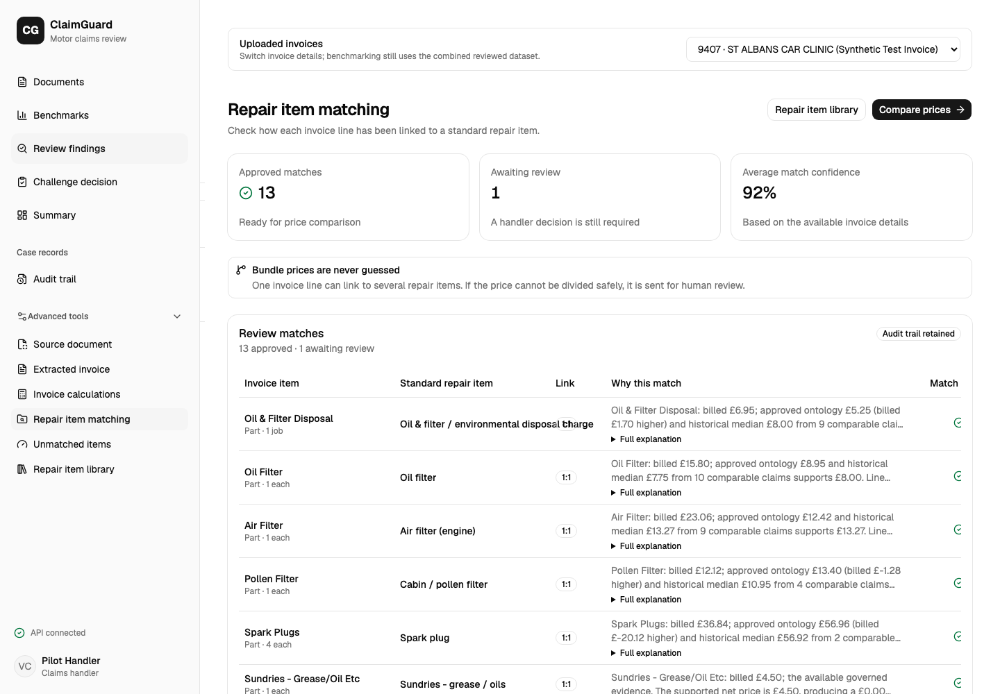 CG
ClaimGuard
Motor claims review
Documents
Benchmarks
Review findings
Challenge decision
Summary
Case records
Audit trail
Advanced tools
Source document
Extracted invoice
Invoice calculations
Repair item matching
Unmatched items
Repair item library
API connected
VC
Pilot Handler
Claims handler
Uploaded invoices
Switch invoice details; benchmarking still uses the combined reviewed dataset.
9407 · ST ALBANS CAR CLINIC (Synthetic Test Invoice)
Repair item matching
Check how each invoice line has been linked to a standard repair item.
Repair item library
Compare prices
Approved matches
13
Ready for price comparison
Awaiting review
1
A handler decision is still required
Average match confidence
92%
Based on the available invoice details
Bundle prices are never guessed
One invoice line can link to several repair items. If the price cannot be divided safely, it is sent for human review.
Review matches
13 approved · 1 awaiting review
Audit trail retained
Invoice item Standard repair item Link Why this match Match
Oil & Filter Disposal
Part · 1 job
Oil & filter / environmental disposal charge
1:1
Oil & Filter Disposal: billed £6.95; approved ontology £5.25 (billed
£1.70 higher) and historical median £8.00 from 9 comparable clai…
Full explanation
Oil Filter
Part · 1 each
Oil filter
1:1
Oil Filter: billed £15.80; approved ontology £8.95 and historical
median £7.75 from 10 comparable claims supports £8.00. Line…
Full explanation
Air Filter
Part · 1 each
Air filter (engine)
1:1
Air Filter: billed £23.06; approved ontology £12.42 and historical
median £13.27 from 9 comparable claims supports £13.27. Line…
Full explanation
Pollen Filter
Part · 1 each
Cabin / pollen filter
1:1
Pollen Filter: billed £12.12; approved ontology £13.40 (billed £-1.28
higher) and historical median £10.95 from 4 comparable claims…
Full explanation
Spark Plugs
Part · 4 each
Spark plug
1:1
Spark Plugs: billed £36.84; approved ontology £56.96 (billed
£-20.12 higher) and historical median £56.92 from 2 comparable…
Full explanation
Sundries - Grease/Oil Etc
Part · 1 each
Sundries - grease / oils
1:1
Sundries - Grease/Oil Etc: billed £4.50; the available governed
evidence. The supported net price is £4.50, producing a £0.00…